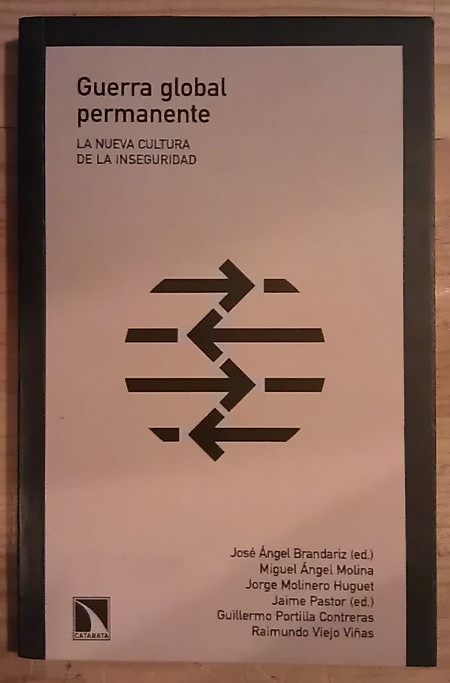 Guerra global
permanente
LA NUEVA CULTURA
DE LA INSEGURIDAD
José Ángel Brandariz (ed.)
Miguel Ángel Molina
Jorge Molinero Huguet
Jaime Pastor (ed.)
Guillermo Portilla Contreras
Raimundo Viejo Viñas
CATARATA